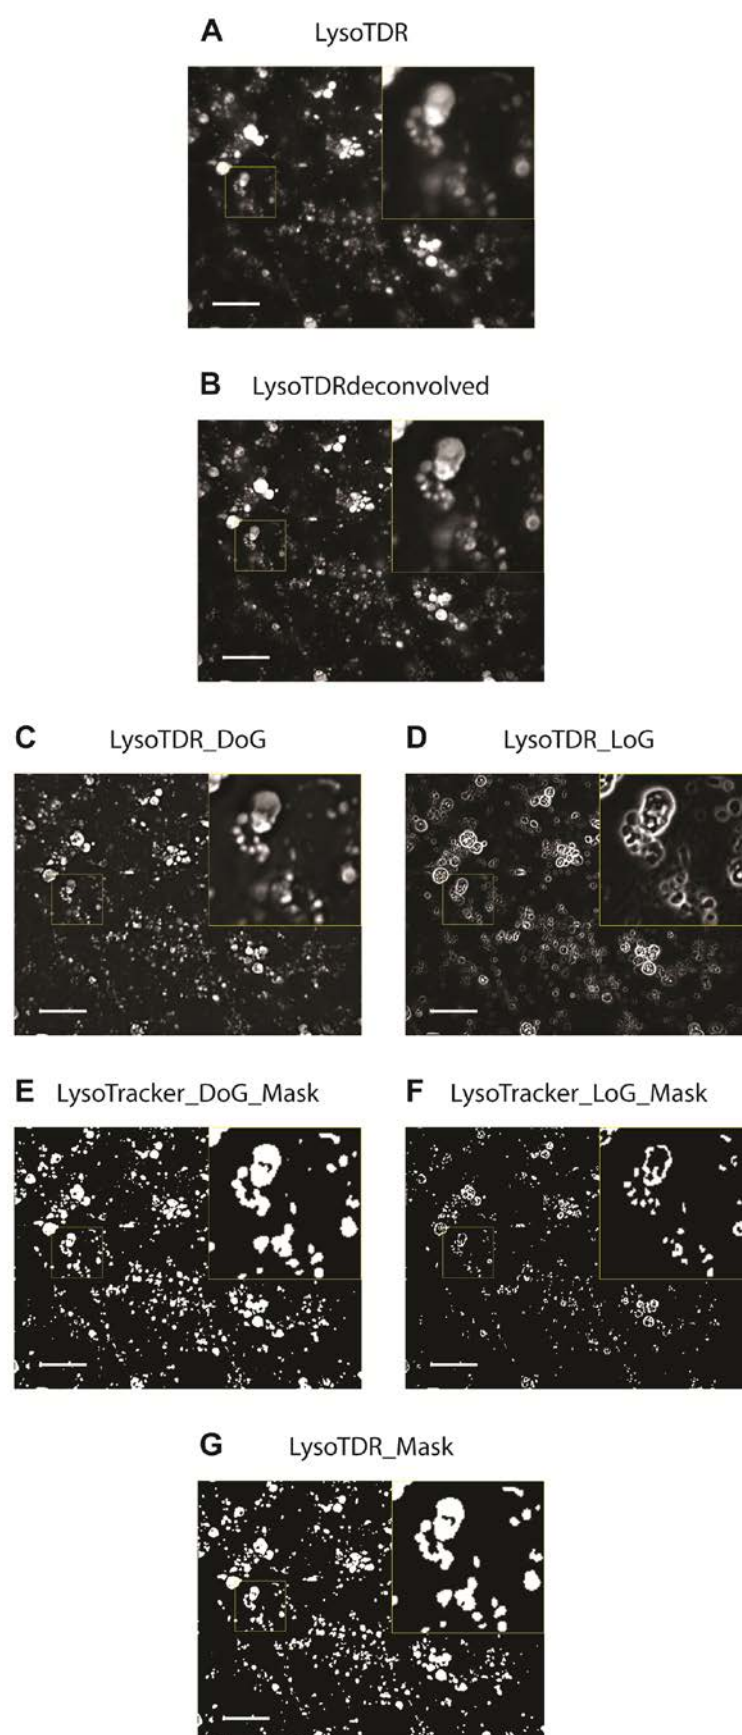 A LysoTDR
B LysoTDRdeconvolved
C LysoTDR_DoG
D LysoTDR_LoG
E LysoTracker_DoG_Mask
F LysoTracker_LoG_Mask
G LysoTDR_Mask